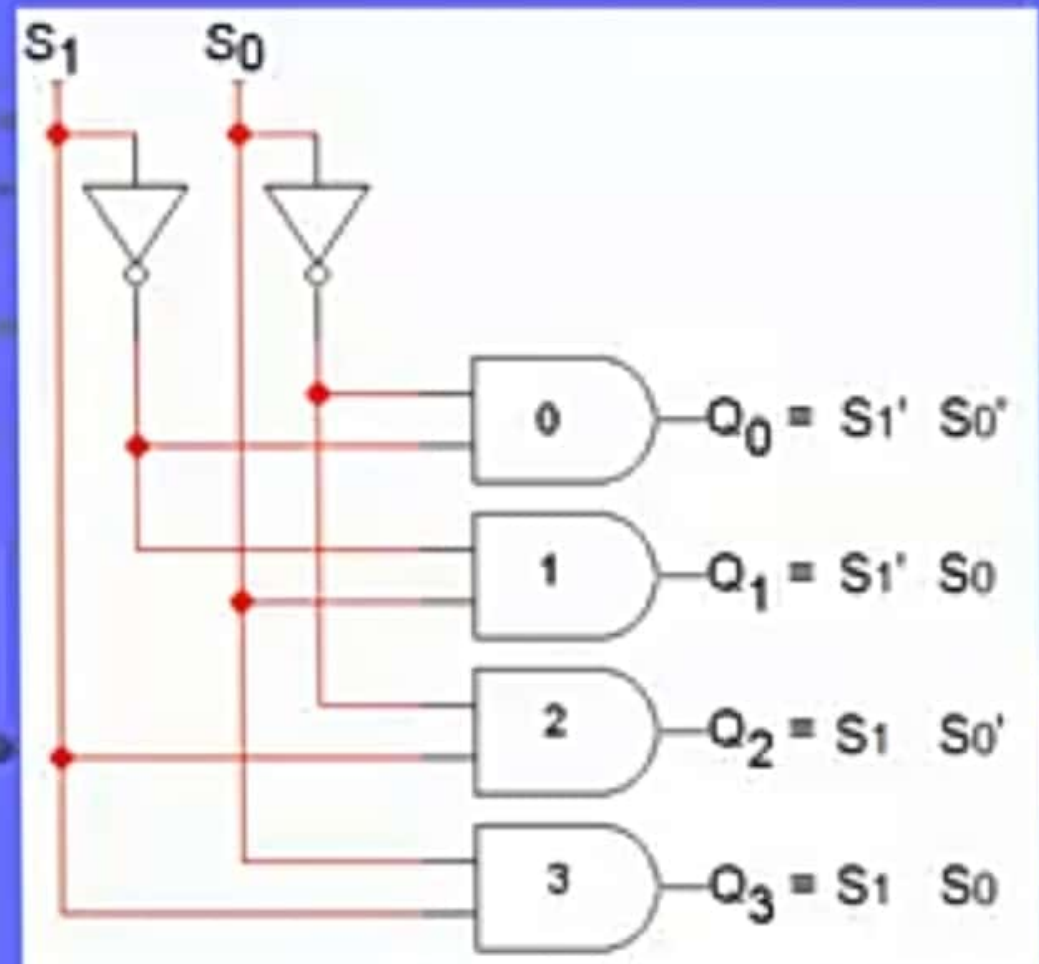 S1 S0
0 Q0 = S1' S0'
1 Q1 = S1' S0
2 Q2 = S1 S0'
3 Q3 = S1 S0